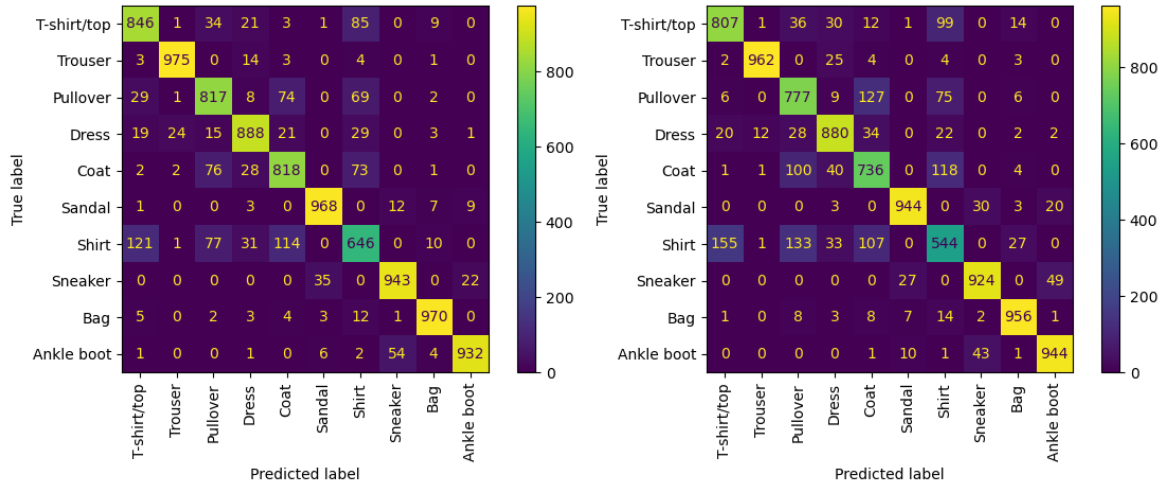 T-shirt/top 846 1 34 21 3 1 85 0 9 0
Trouser 3 975 0 14 3 0 4 0 1 0
Pullover 29 1 817 8 74 0 69 0 2 0
Dress 19 24 15 888 21 0 29 0 3 1
Coat 2 2 76 28 818 0 73 0 1 0
Sandal 1 0 0 3 0 968 0 12 7 9
Shirt 121 1 77 31 114 0 646 0 10 0
Sneaker 0 0 0 0 0 35 0 943 0 22
Bag 5 0 2 3 4 3 12 1 970 0
Ankle boot 1 0 0 1 0 6 2 54 4 932
True label
T-shirt/top
Trouser
Pullover
Dress
Coat
Sandal
Shirt
Sneaker
Bag
Ankle boot
Predicted label
800
600
400
200
0
T-shirt/top 807 1 36 30 12 1 99 0 14 0
Trouser 2 962 0 25 4 0 4 0 3 0
Pullover 6 0 777 9 127 0 75 0 6 0
Dress 20 12 28 880 34 0 22 0 2 2
Coat 1 1 100 40 736 0 118 0 4 0
Sandal 0 0 0 3 0 944 0 30 3 20
Shirt 155 1 133 33 107 0 544 0 27 0
Sneaker 0 0 0 0 0 27 0 924 0 49
Bag 1 0 8 3 8 7 14 2 956 1
Ankle boot 0 0 0 0 1 10 1 43 1 944
True label
T-shirt/top
Trouser
Pullover
Dress
Coat
Sandal
Shirt
Sneaker
Bag
Ankle boot
Predicted label
800
600
400
200
0